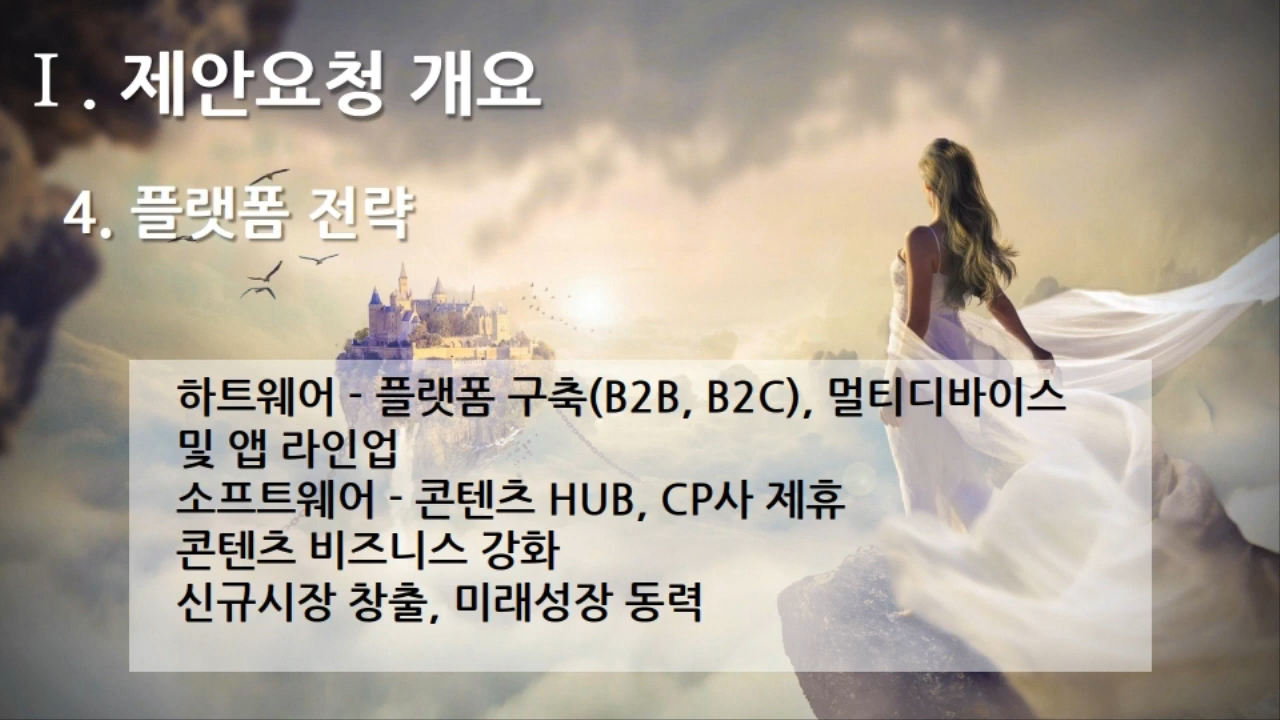 Ⅰ. 제안요청 개요
4. 플랫폼 전략
하트웨어 - 플랫폼 구축(B2B, B2C), 멀티디바이스
및 앱 라인업
소프트웨어 - 콘텐츠 HUB, CP사 제휴
콘텐츠 비즈니스 강화
신규시장 창출, 미래성장 동력